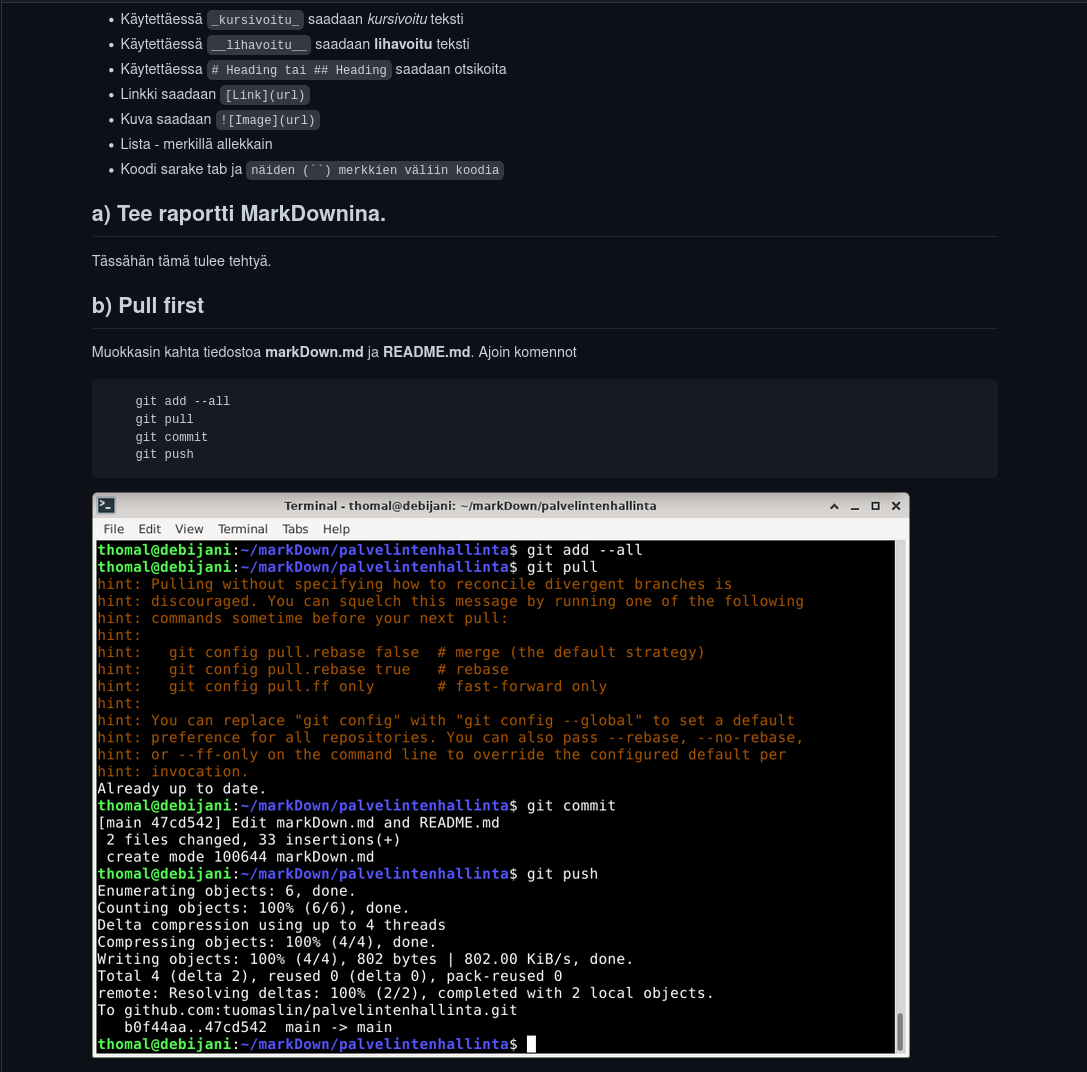 • Käytettäessä _kursivoitu_ saadaan kursivoitu teksti
• Käytettäessä __lihavoitu__ saadaan lihavoitu teksti
• Käytettäessa # Heading tai ## Heading saadaan otsikoita
• Linkki saadaan [Link](url)
• Kuva saadaan ![Image](url)
• Lista - merkillä allekkain
• Koodi sarake tab ja näiden (``) merkkien väliin koodia
a) Tee raportti MarkDownina.
Tässähän tämä tulee tehtyä.
b) Pull first
Muokkasin kahta tiedostoa markDown.md ja README.md. Ajoin komennot
git add --all
git pull
git commit
git push
Terminal - thomal@debijani: ~/markDown/palvelintenhallinta
File Edit View Terminal Tabs Help
thomal@debijani:~/markDown/palvelintenhallinta$ git add --all
thomal@debijani:~/markDown/palvelintenhallinta$ git pull
hint: Pulling without specifying how to reconcile divergent branches is
hint: discouraged. You can squelch this message by running one of the following
hint: commands sometime before your next pull:
hint:
hint:   git config pull.rebase false  # merge (the default strategy)
hint:   git config pull.rebase true   # rebase
hint:   git config pull.ff only       # fast-forward only
hint:
hint: You can replace "git config" with "git config --global" to set a default
hint: preference for all repositories. You can also pass --rebase, --no-rebase,
hint: or --ff-only on the command line to override the configured default per
hint: invocation.
Already up to date.
thomal@debijani:~/markDown/palvelintenhallinta$ git commit
[main 47cd542] Edit markDown.md and README.md
 2 files changed, 33 insertions(+)
 create mode 100644 markDown.md
thomal@debijani:~/markDown/palvelintenhallinta$ git push
Enumerating objects: 6, done.
Counting objects: 100% (6/6), done.
Delta compression using up to 4 threads
Compressing objects: 100% (4/4), done.
Writing objects: 100% (4/4), 802 bytes | 802.00 KiB/s, done.
Total 4 (delta 2), reused 0 (delta 0), pack-reused 0
remote: Resolving deltas: 100% (2/2), completed with 2 local objects.
To github.com:tuomaslin/palvelintenhallinta.git
   b0f44aa..47cd542  main -> main
thomal@debijani:~/markDown/palvelintenhallinta$